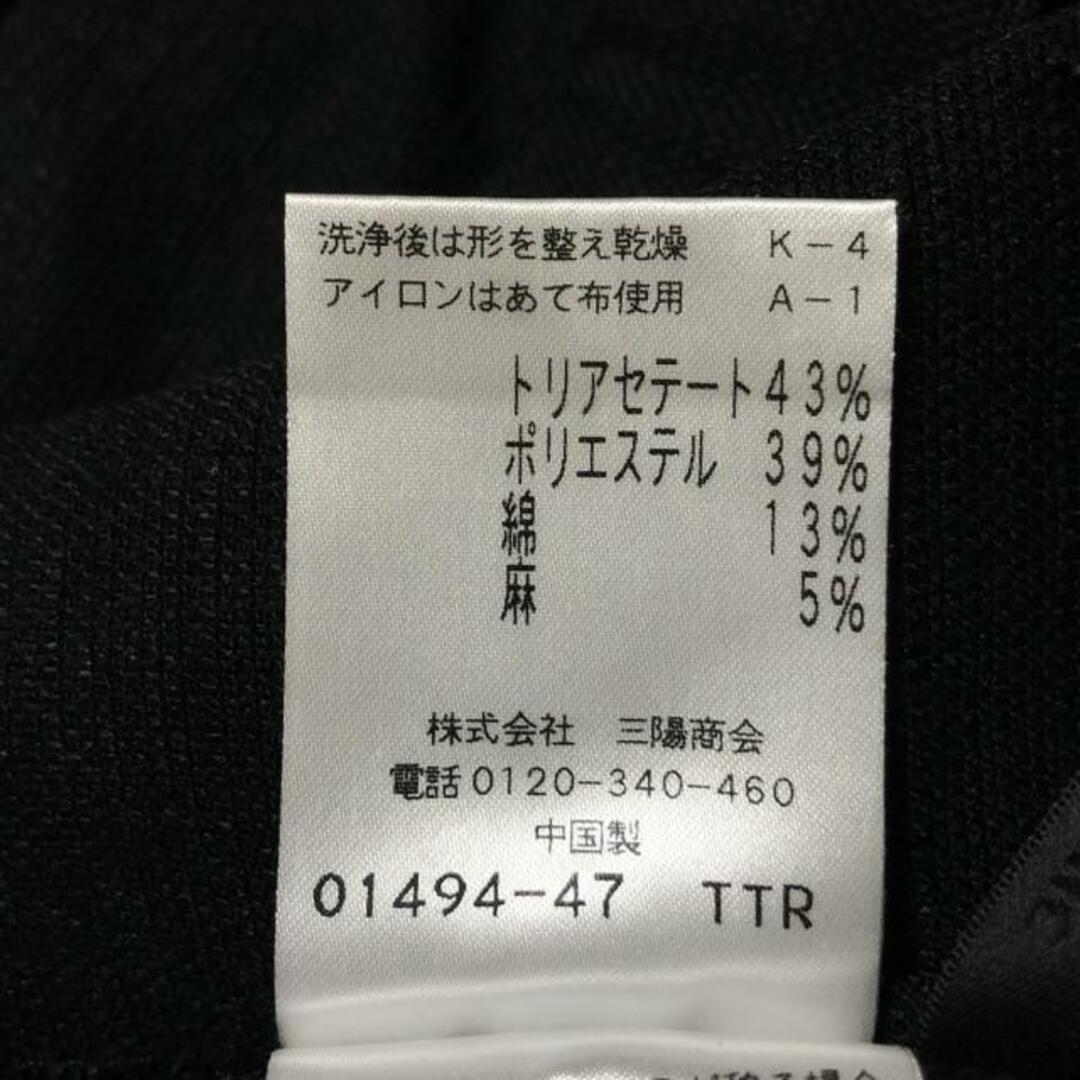 洗浄後は形を整え乾燥 K-4
アイロンはあて布使用 A-1
トリアセテート43%
ポリエステル 39%
綿 13%
麻 5%
株式会社 三陽商会
電話0120-340-460
中国製
01494-47 TTR